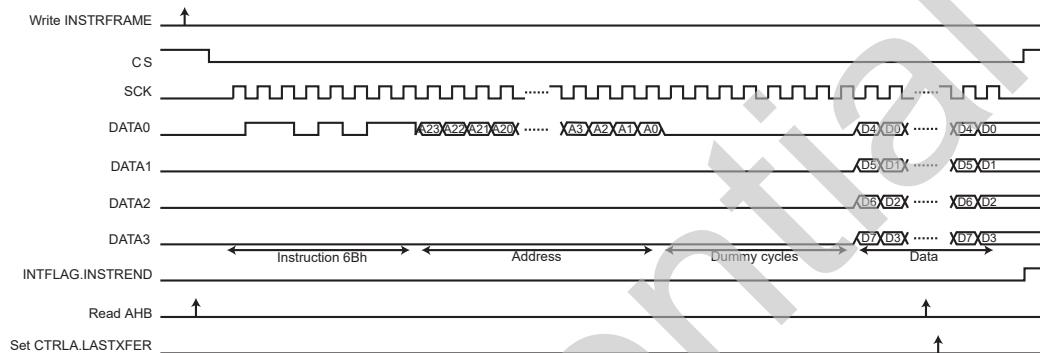 Write INSTRFRAME
CS
SCK
DATA0 A23 A22 A21 A20 A3 A2 A1 A0 D4 D0 D4 D0
DATA1 D5 D1 D5 D1
DATA2 D6 D2 D6 D2
DATA3 D7 D3 D7 D3
Instruction 6Bh Address Dummy cycles Data
INTFLAG.INSTREND
Read AHB
Set CTRLA.LASTXFER